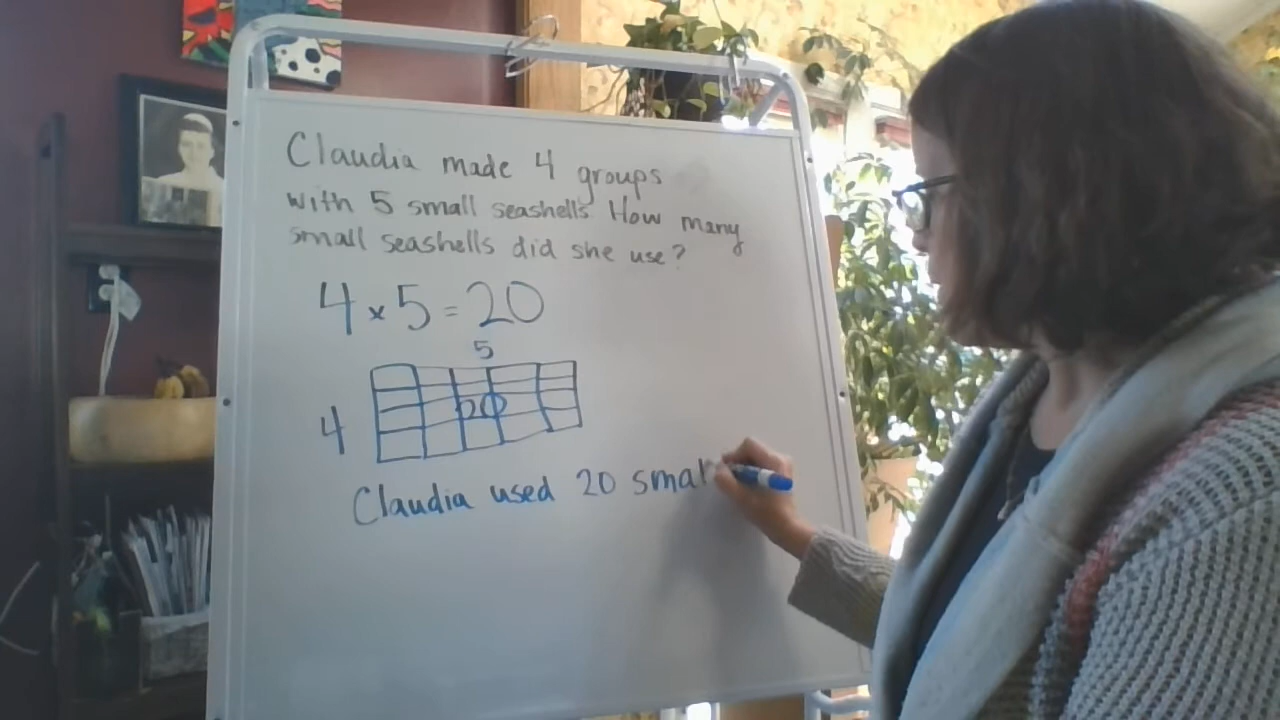 Claudia made 4 groups
with 5 small seashells. How many
small seashells did she use?
4 × 5 = 20
5
4
20
Claudia used 20 smal